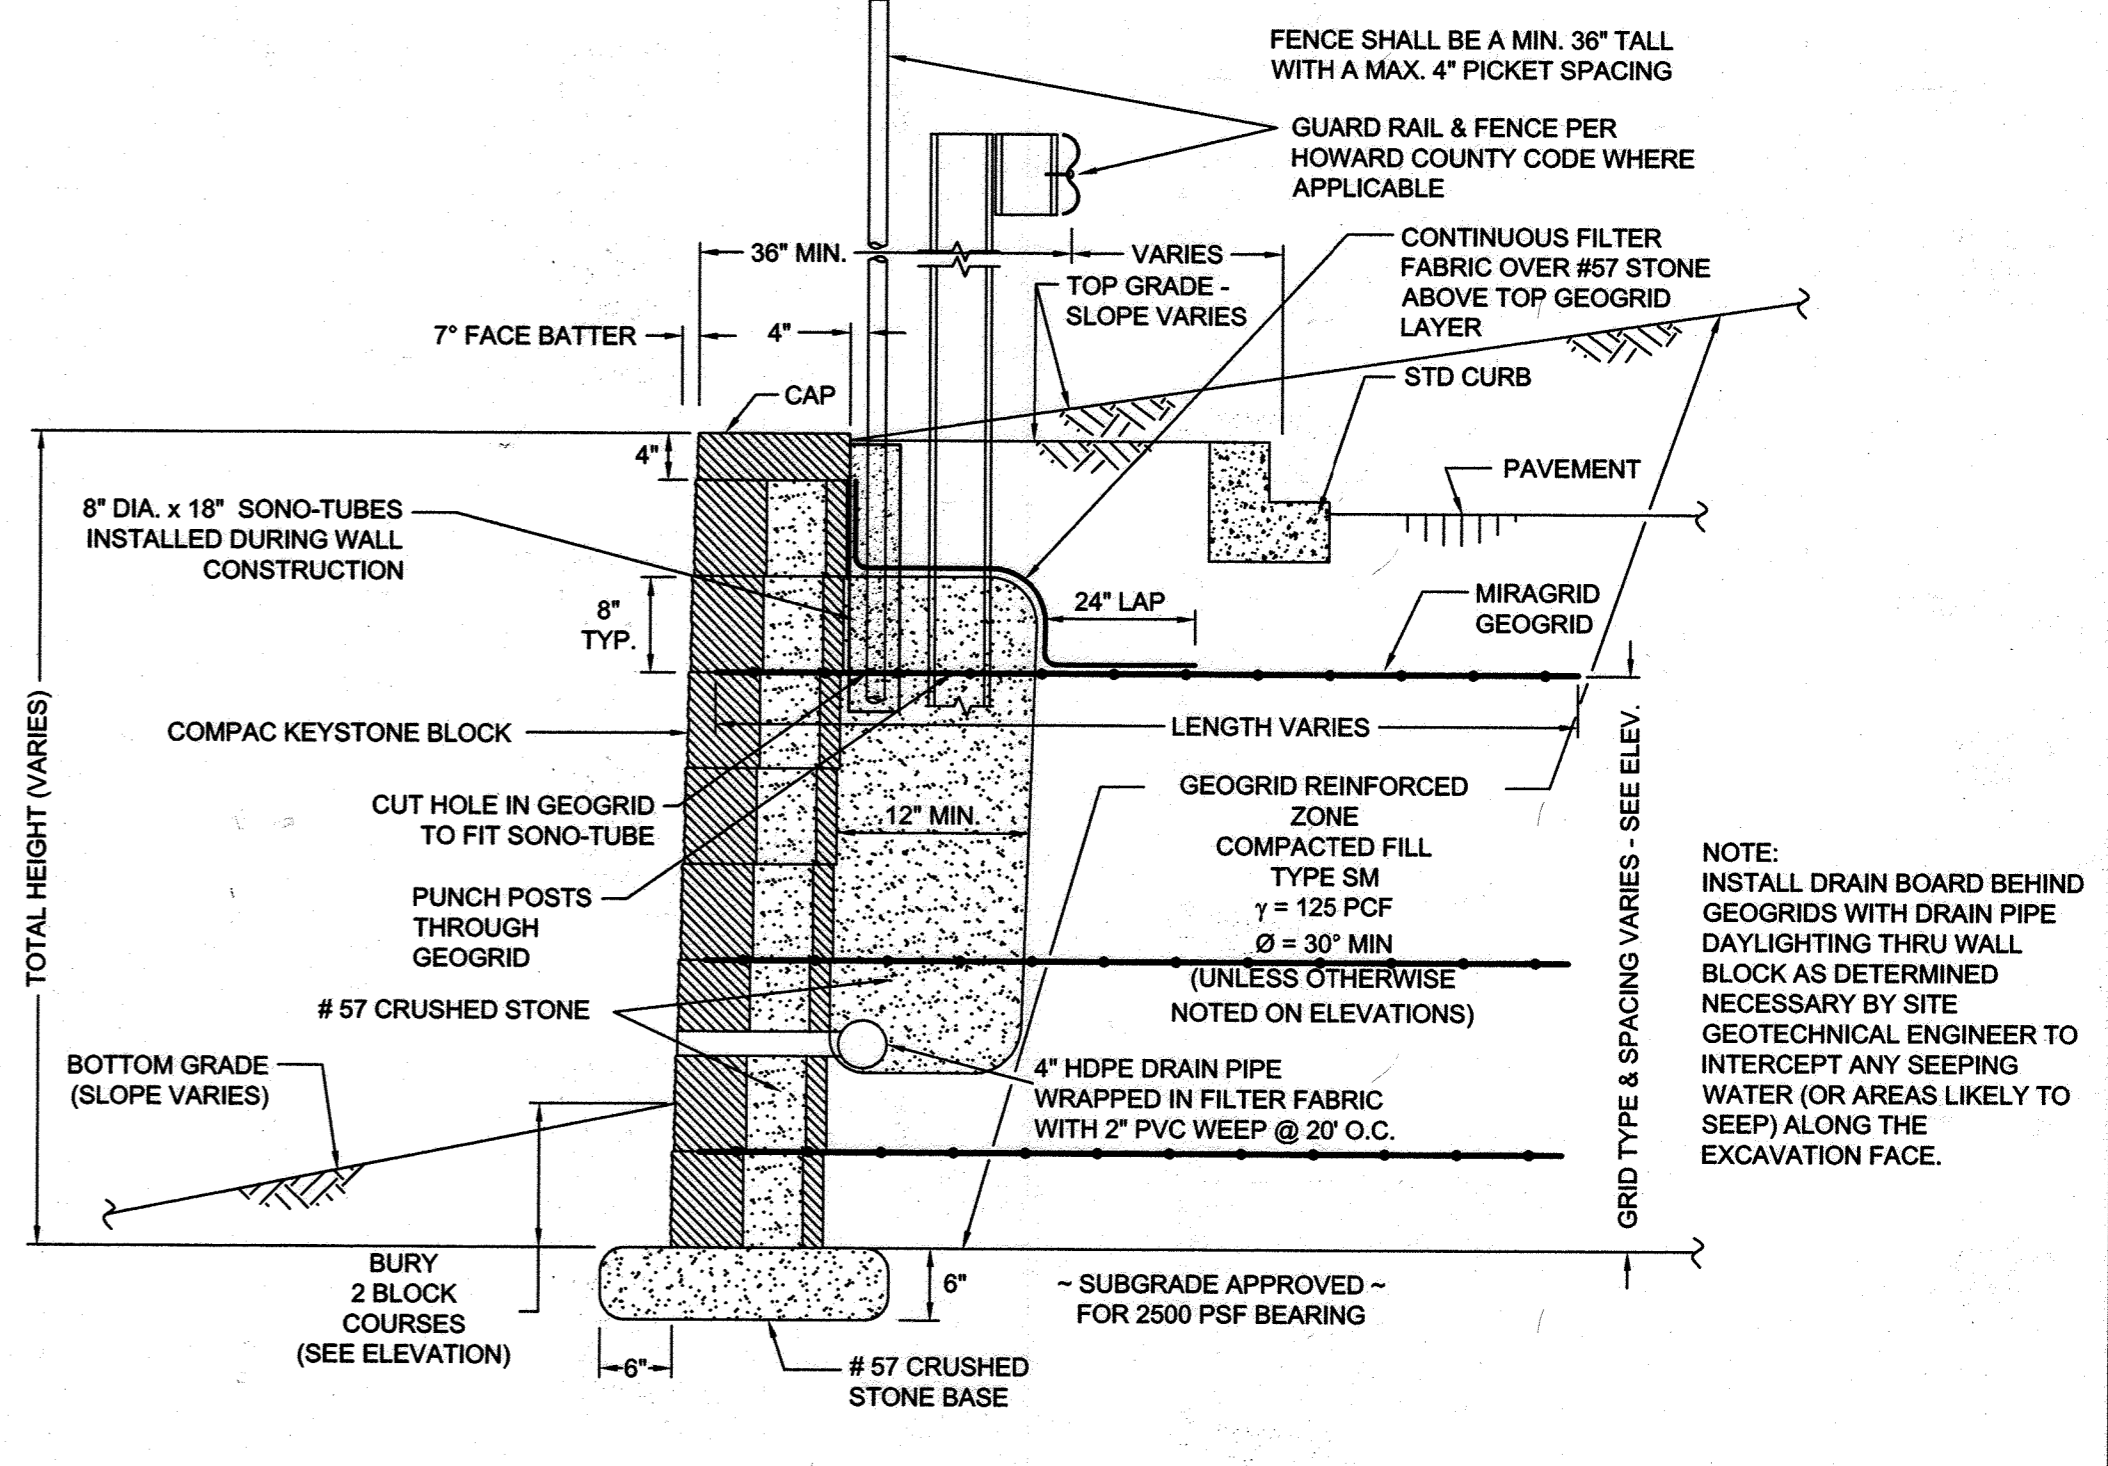 FENCE SHALL BE A MIN. 36" TALL
WITH A MAX. 4" PICKET SPACING
GUARD RAIL & FENCE PER
HOWARD COUNTY CODE WHERE
APPLICABLE
36" MIN.
VARIES
CONTINUOUS FILTER
FABRIC OVER #57 STONE
ABOVE TOP GEOGRID
LAYER
TOP GRADE -
SLOPE VARIES
7° FACE BATTER
4"
CAP
STD CURB
4"
PAVEMENT
8" DIA. x 18" SONO-TUBES
INSTALLED DURING WALL
CONSTRUCTION
8"
TYP.
24" LAP
MIRAGRID
GEOGRID
COMPAC KEYSTONE BLOCK
LENGTH VARIES
TOTAL HEIGHT (VARIES)
CUT HOLE IN GEOGRID
TO FIT SONO-TUBE
12" MIN.
GEOGRID REINFORCED
ZONE
COMPACTED FILL
TYPE SM
γ = 125 PCF
Ø = 30° MIN
(UNLESS OTHERWISE
NOTED ON ELEVATIONS)
GRID TYPE & SPACING VARIES - SEE ELEV.
NOTE:
INSTALL DRAIN BOARD BEHIND
GEOGRIDS WITH DRAIN PIPE
DAYLIGHTING THRU WALL
BLOCK AS DETERMINED
NECESSARY BY SITE
GEOTECHNICAL ENGINEER TO
INTERCEPT ANY SEEPING
WATER (OR AREAS LIKELY TO
SEEP) ALONG THE
EXCAVATION FACE.
PUNCH POSTS
THROUGH
GEOGRID
# 57 CRUSHED STONE
BOTTOM GRADE
(SLOPE VARIES)
4" HDPE DRAIN PIPE
WRAPPED IN FILTER FABRIC
WITH 2" PVC WEEP @ 20' O.C.
BURY
2 BLOCK
COURSES
(SEE ELEVATION)
6"
~ SUBGRADE APPROVED ~
FOR 2500 PSF BEARING
6"
# 57 CRUSHED
STONE BASE